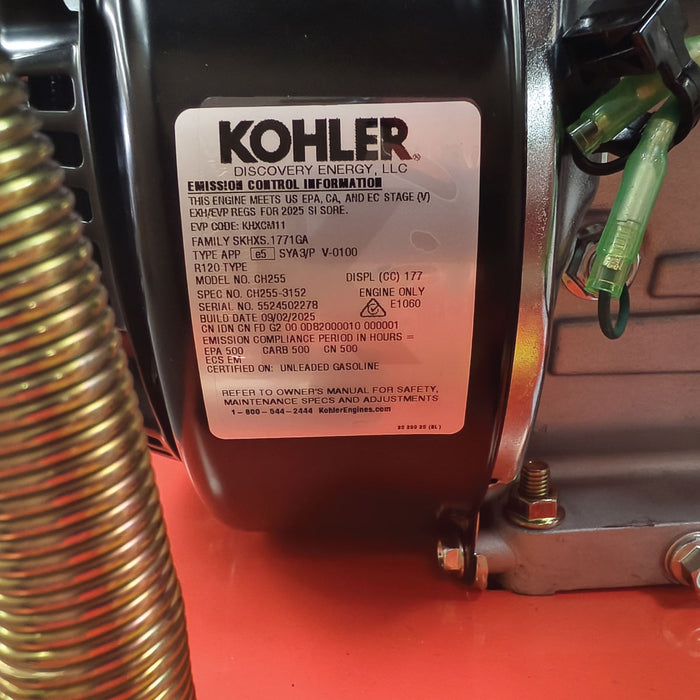 KOHLER®
DISCOVERY ENERGY, LLC
EMISSION CONTROL INFORMATION
THIS ENGINE MEETS US EPA, CA, AND EC STAGE (V)
EXH/EVP REGS FOR 2025 SI SORE.
EVP CODE: KHXCM11
FAMILY SKHXS.1771GA
TYPE APP e5 SYA3/P V-0100
R120 TYPE
MODEL NO. CH255 DISPL (CC) 177
SPEC NO. CH255-3152 ENGINE ONLY
SERIAL NO. 5524502278 E1060
BUILD DATE 09/02/2025
CN IDN CN FD G2 00 0D82000010 000001
EMISSION COMPLIANCE PERIOD IN HOURS =
EPA 500 CARB 500 CN 500
ECS EM
CERTIFIED ON: UNLEADED GASOLINE
REFER TO OWNER'S MANUAL FOR SAFETY,
MAINTENANCE SPECS AND ADJUSTMENTS
1-800-544-2444 KohlerEngines.com